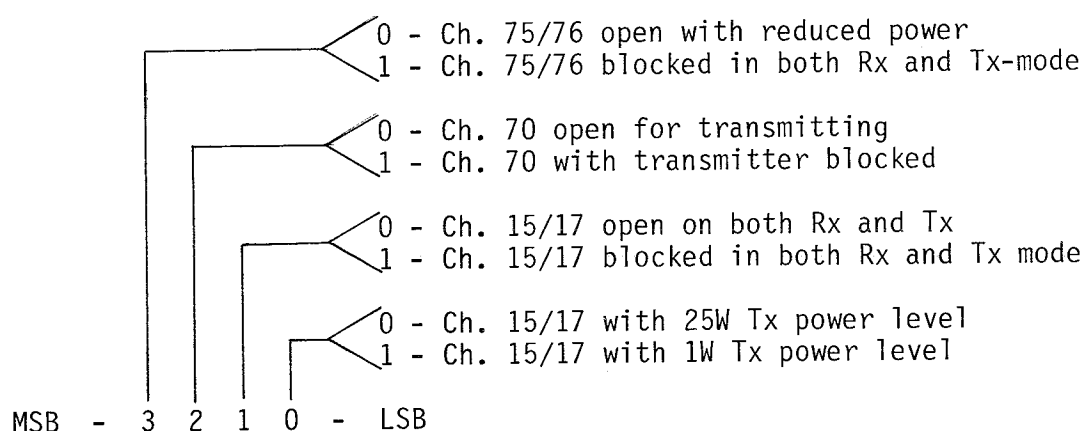 0 - Ch. 75/76 open with reduced power
1 - Ch. 75/76 blocked in both Rx and Tx-mode
0 - Ch. 70 open for transmitting
1 - Ch. 70 with transmitter blocked
0 - Ch. 15/17 open on both Rx and Tx
1 - Ch. 15/17 blocked in both Rx and Tx mode
0 - Ch. 15/17 with 25W Tx power level
1 - Ch. 15/17 with 1W Tx power level
MSB - 3 2 1 0 - LSB